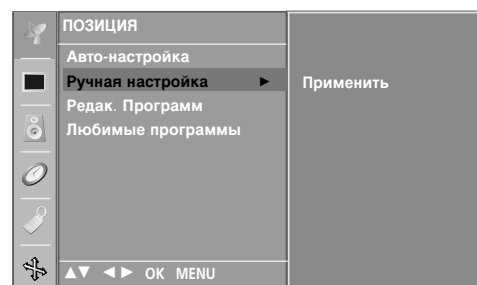 ПОЗИЦИЯ
Авто-настройка
Ручная настройка ►
Применить
Редак. Программ
Любимые программы
▲▼ ◄► OK MENU